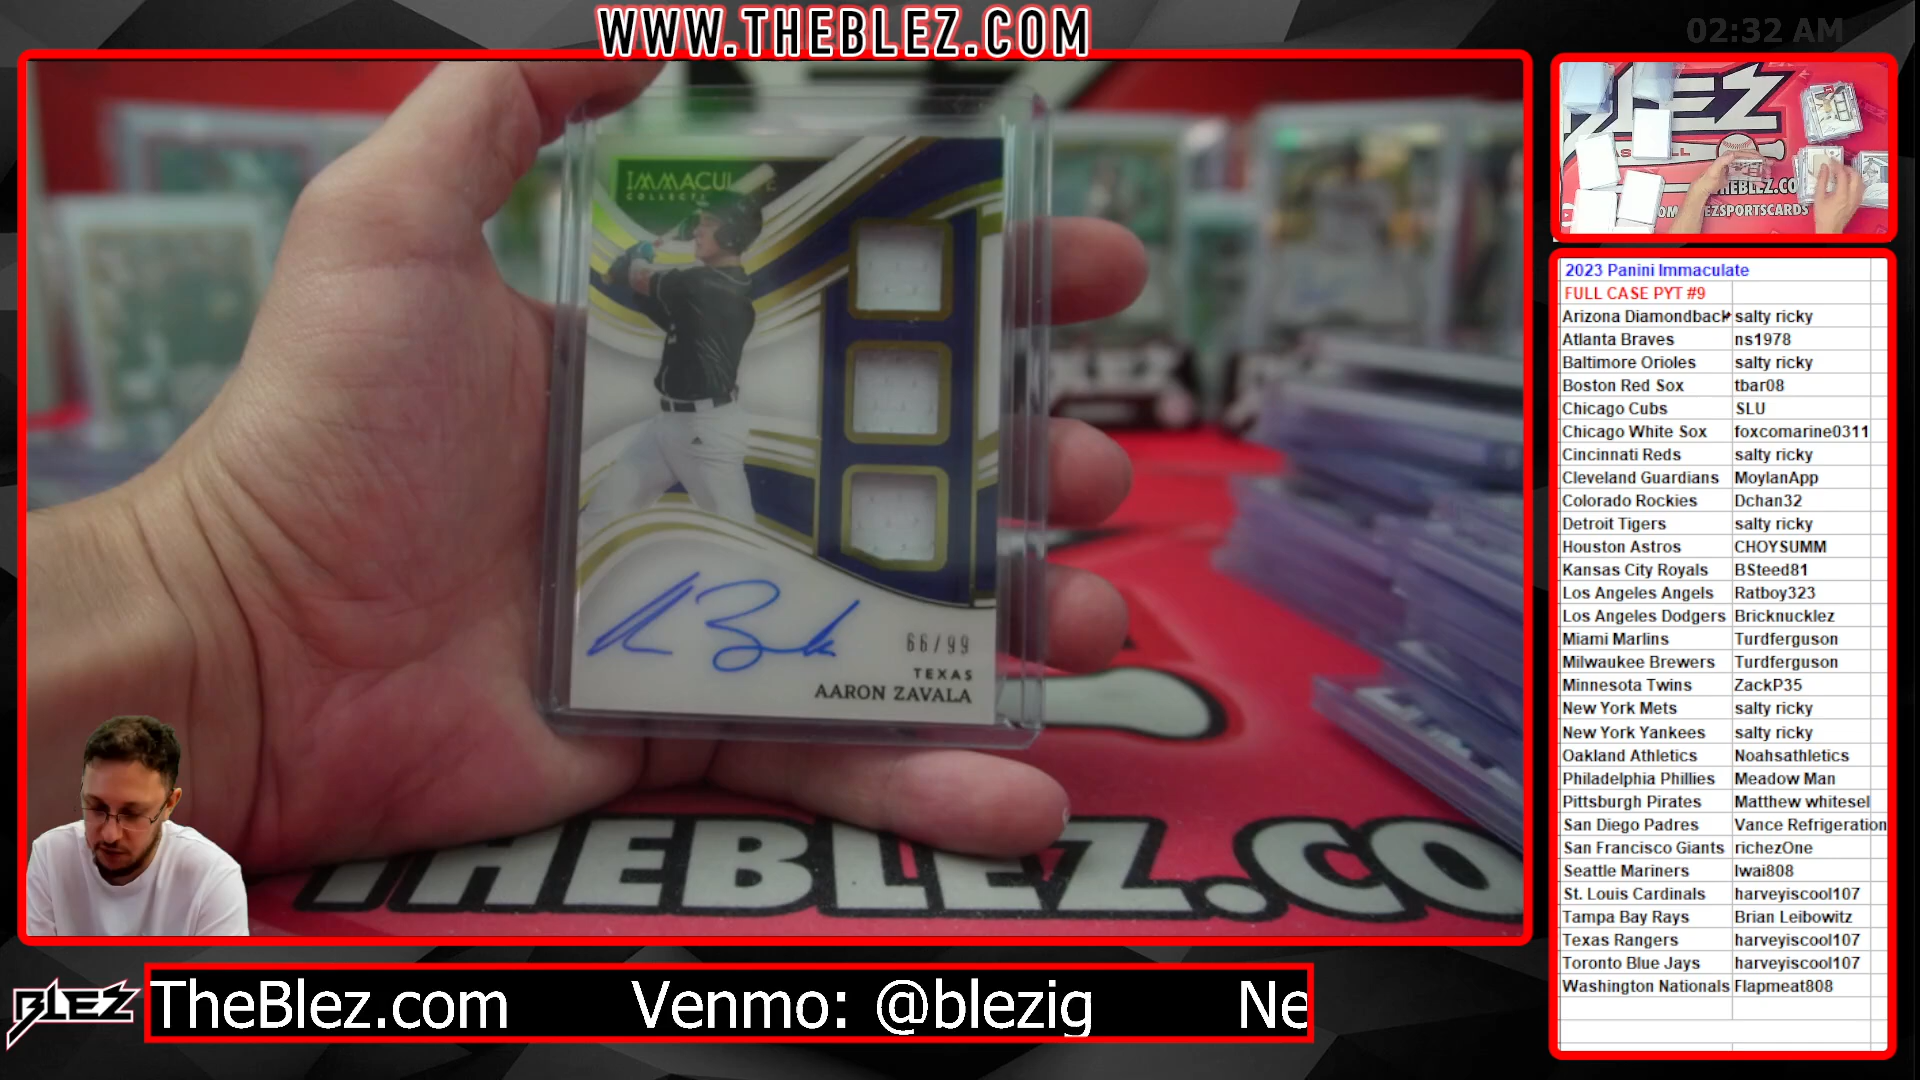 WWW.THEBLEZ.COM
02:32 AM
IMMACULATE
COLLECTION
66/99
TEXAS
AARON ZAVALA
THEBLEZ.CO
2023 Panini Immaculate
FULL CASE PYT #9
Arizona Diamondback salty ricky
Atlanta Braves ns1978
Baltimore Orioles salty ricky
Boston Red Sox tbar08
Chicago Cubs SLU
Chicago White Sox foxcomarine0311
Cincinnati Reds salty ricky
Cleveland Guardians MoylanApp
Colorado Rockies Dchan32
Detroit Tigers salty ricky
Houston Astros CHOYSUMM
Kansas City Royals BSteed81
Los Angeles Angels Ratboy323
Los Angeles Dodgers Bricknucklez
Miami Marlins Turdferguson
Milwaukee Brewers Turdferguson
Minnesota Twins ZackP35
New York Mets salty ricky
New York Yankees salty ricky
Oakland Athletics Noahsathletics
Philadelphia Phillies Meadow Man
Pittsburgh Pirates Matthew whitesel
San Diego Padres Vance Refrigeration
San Francisco Giants richezOne
Seattle Mariners lwai808
St. Louis Cardinals harveyiscool107
Tampa Bay Rays Brian Leibowitz
Texas Rangers harveyiscool107
Toronto Blue Jays harveyiscool107
Washington Nationals Flapmeat808
BLEZ
TheBlez.com Venmo: @blezig Ne